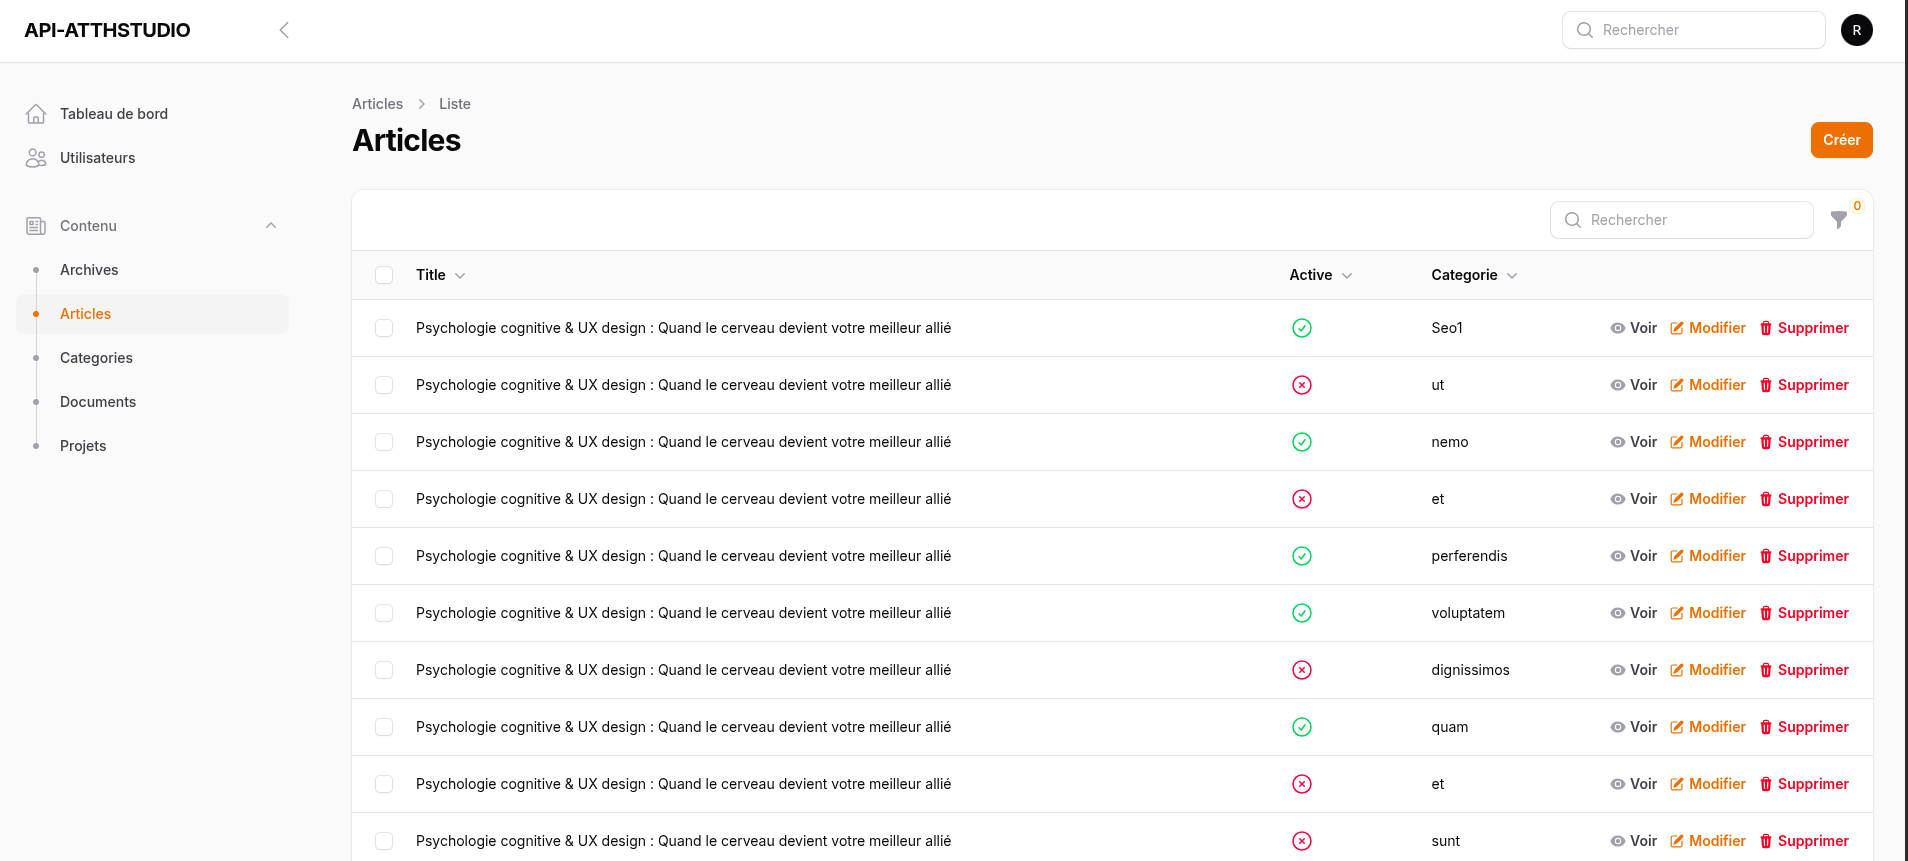 API-ATTHSTUDIO
Rechercher
R
Tableau de bord
Utilisateurs
Contenu
Archives
Articles
Categories
Documents
Projets
Articles > Liste
Articles
Créer
Rechercher
0
Title Active Categorie
Psychologie cognitive & UX design : Quand le cerveau devient votre meilleur allié Seo1 Voir Modifier Supprimer
Psychologie cognitive & UX design : Quand le cerveau devient votre meilleur allié ut Voir Modifier Supprimer
Psychologie cognitive & UX design : Quand le cerveau devient votre meilleur allié nemo Voir Modifier Supprimer
Psychologie cognitive & UX design : Quand le cerveau devient votre meilleur allié et Voir Modifier Supprimer
Psychologie cognitive & UX design : Quand le cerveau devient votre meilleur allié perferendis Voir Modifier Supprimer
Psychologie cognitive & UX design : Quand le cerveau devient votre meilleur allié voluptatem Voir Modifier Supprimer
Psychologie cognitive & UX design : Quand le cerveau devient votre meilleur allié dignissimos Voir Modifier Supprimer
Psychologie cognitive & UX design : Quand le cerveau devient votre meilleur allié quam Voir Modifier Supprimer
Psychologie cognitive & UX design : Quand le cerveau devient votre meilleur allié et Voir Modifier Supprimer
Psychologie cognitive & UX design : Quand le cerveau devient votre meilleur allié sunt Voir Modifier Supprimer